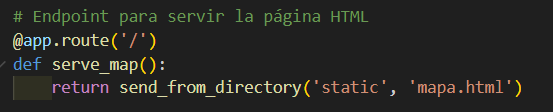 # Endpoint para servir la página HTML
@app.route('/')
def serve_map():
    return send_from_directory('static', 'mapa.html')